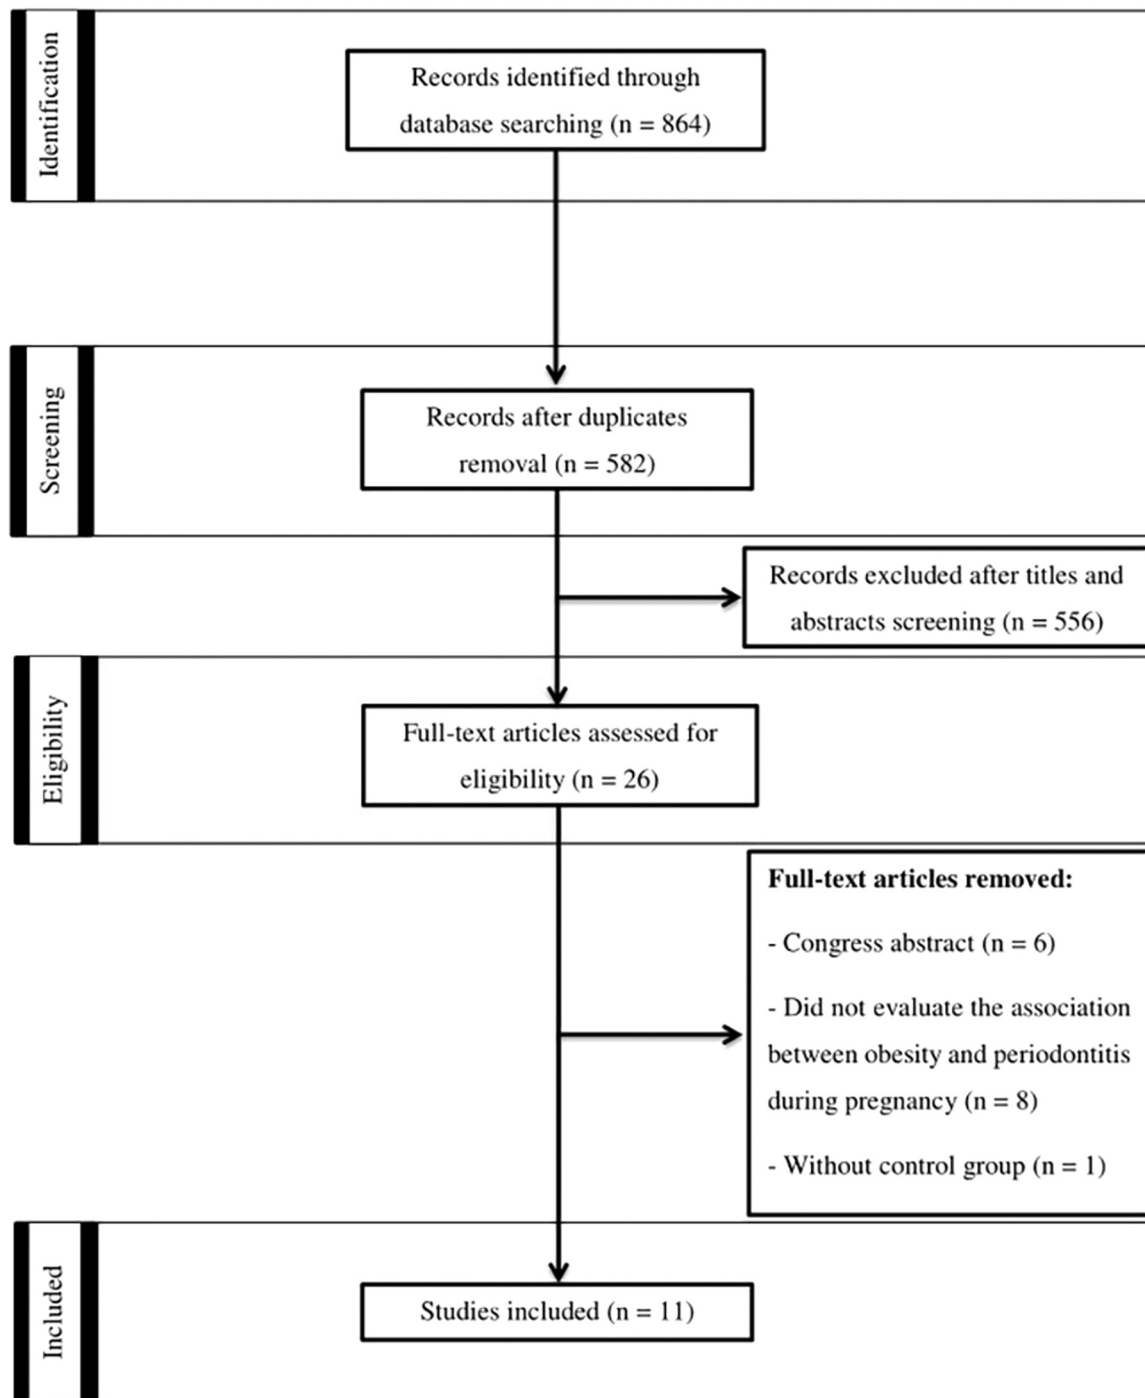 Identification
Records identified through
database searching (n = 864)
Screening
Records after duplicates
removal (n = 582)
Records excluded after titles and
abstracts screening (n = 556)
Eligibility
Full-text articles assessed for
eligibility (n = 26)
Full-text articles removed:
- Congress abstract (n = 6)
- Did not evaluate the association
between obesity and periodontitis
during pregnancy (n = 8)
- Without control group (n = 1)
Included
Studies included (n = 11)